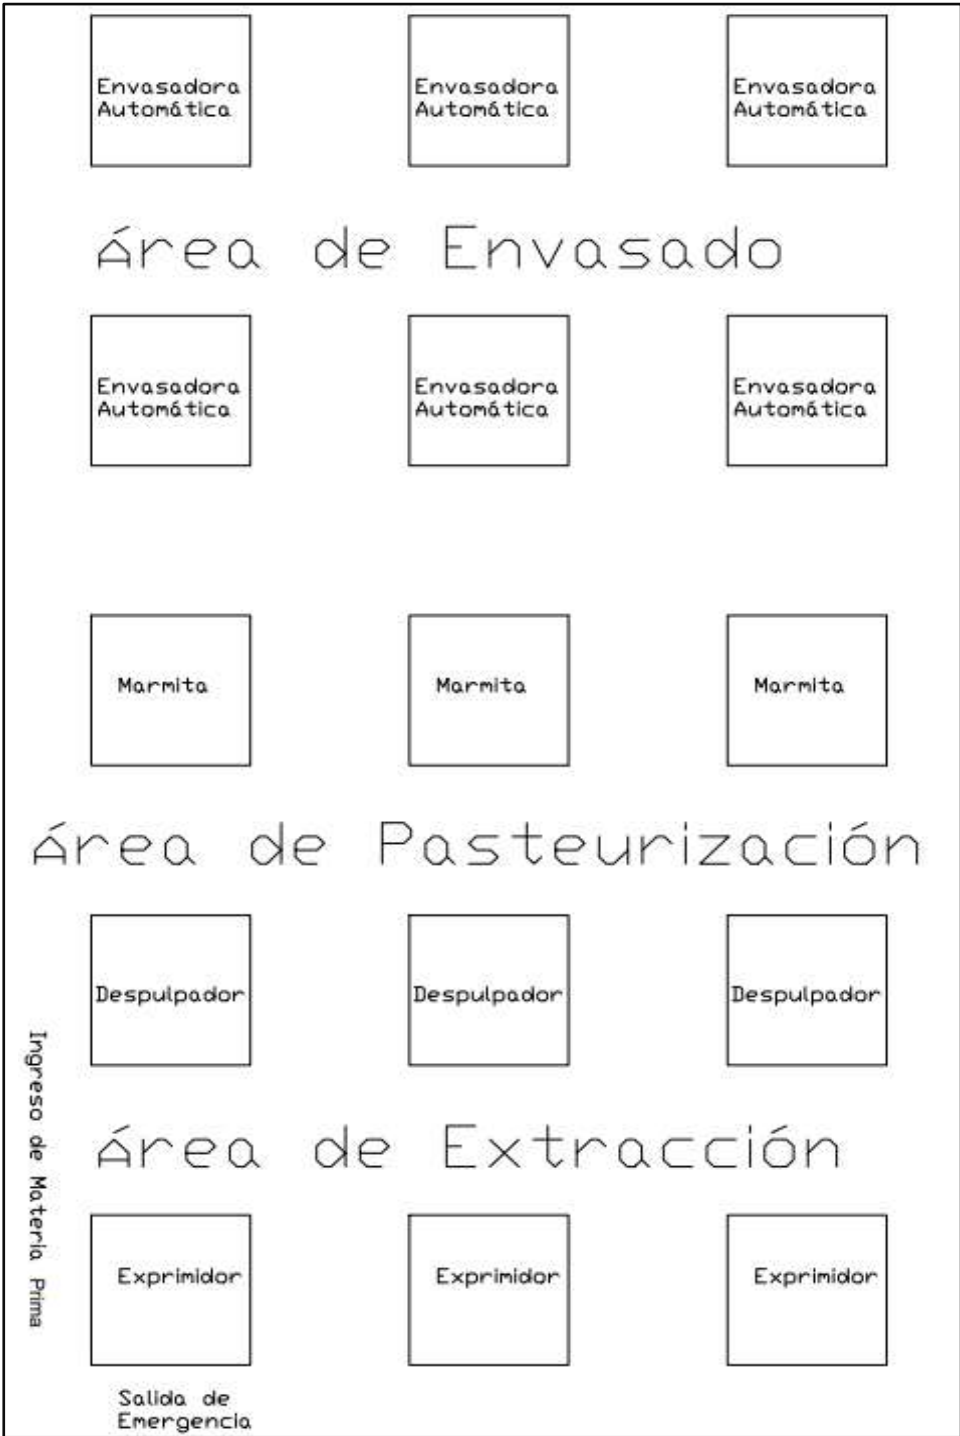 Envasadora Envasadora Envasadora
Automática Automática Automática
Área de Envasado
Envasadora Envasadora Envasadora
Automática Automática Automática
Marmita Marmita Marmita
Área de Pasteurización
Despulpador Despulpador Despulpador
Ingreso de Materia Prima
Área de Extracción
Exprimidor Exprimidor Exprimidor
Salida de
Emergencia